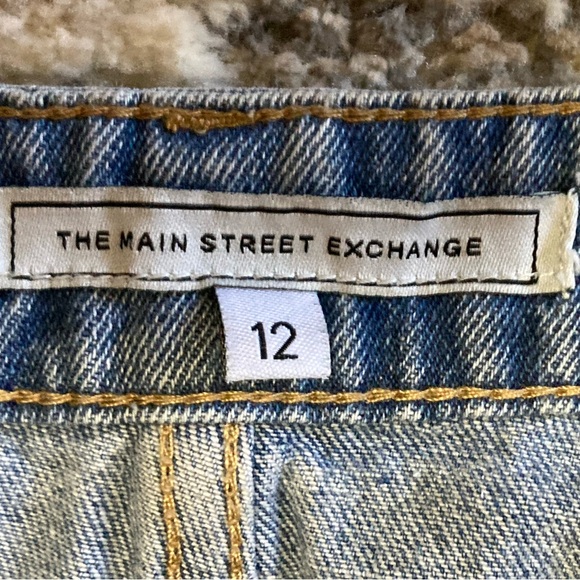 THE MAIN STREET EXCHANGE
12